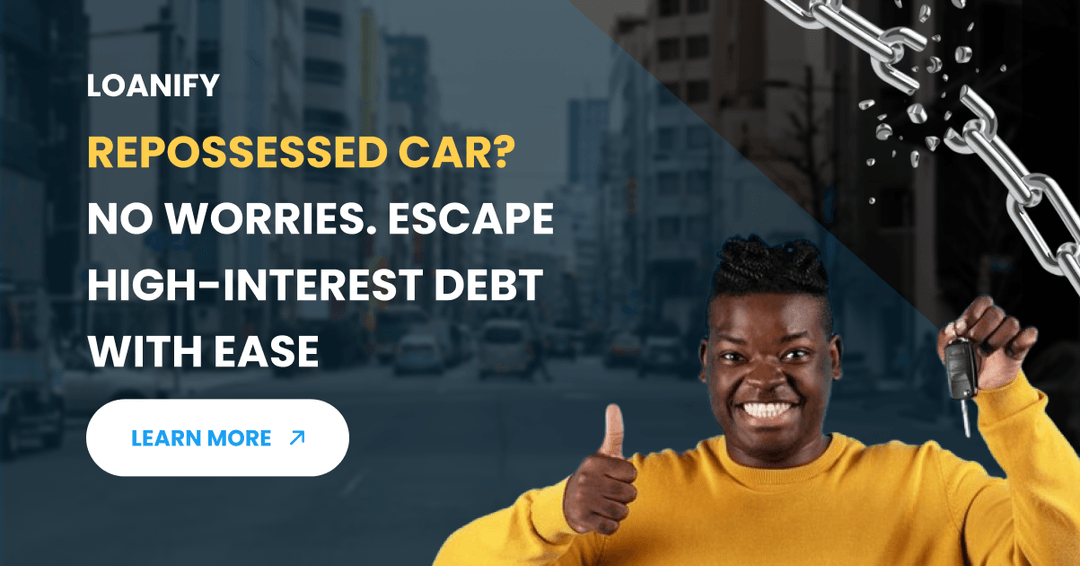 LOANIFY
REPOSSESSED CAR?
NO WORRIES. ESCAPE
HIGH-INTEREST DEBT
WITH EASE
LEARN MORE